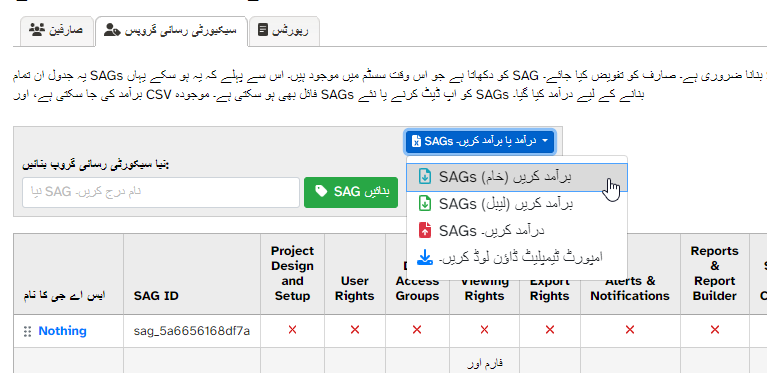 صارفین
سیکیورٹی رسائی گروپس
رپورٹس
بنانا ضروری ہے۔ صارف کو تفویض کیا جائے۔ SAG کو دکھاتا ہے جو اس وقت سسٹم میں موجود ہیں۔ اس سے پہلے کہ یہ ہو سکے یہاں SAGs یہ جدول ان تمام
بنانے کے لیے درآمد کیا گیا۔ SAGs کو اپ ڈیٹ کرنے یا نئے SAGs فائل بھی ہو سکتی ہے۔ موجودہ CSV برآمد کی جا سکتی ہے، اور
درآمد یا برآمد کریں۔ SAGs
نیا سیکورٹی رسائی گروپ بنائیں:
نام درج کریں۔ SAG نیا
بنائیں SAG
برآمد کریں (خام) SAGs
برآمد کریں (لیبل) SAGs
درآمد کریں۔ SAGs
امپورٹ ٹیمپلیٹ ڈاؤن لوڈ کریں۔
ایس اے جی کا نام
SAG ID
Project Design and Setup
User Rights
Access Groups
Viewing Rights
Export Rights
Alerts & Notifications
Reports & Report Builder
Nothing
sag_5a6656168df7a
فارم اور